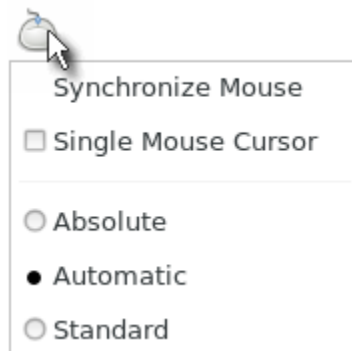 Synchronize Mouse
Single Mouse Cursor
Absolute
Automatic
Standard